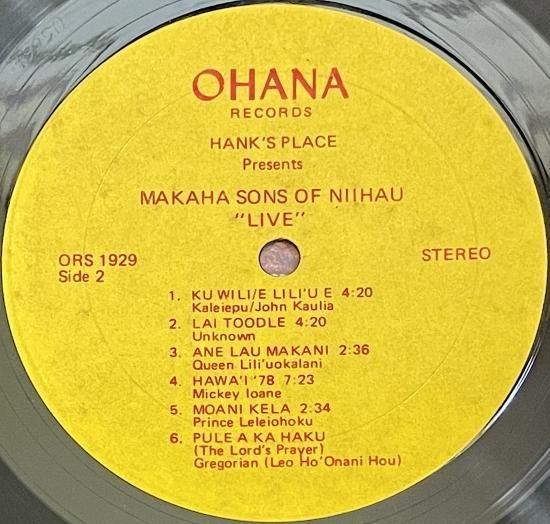 OHANA
RECORDS
HANK'S PLACE
Presents
MAKAHA SONS OF NIIHAU
"LIVE"
ORS 1929
Side 2
STEREO
1. KU WILI/E LILI'U E 4:20
Kaleiepu/John Kaulia
2. LAI TOODLE 4:20
Unknown
3. ANE LAU MAKANI 2:36
Queen Lili'uokalani
4. HAWA'I '78 7:23
Mickey Ioane
5. MOANI KELA 2:34
Prince Leleiohoku
6. PULE A KA HAKU
(The Lord's Prayer)
Gregorian (Leo Ho'Onani Hou)